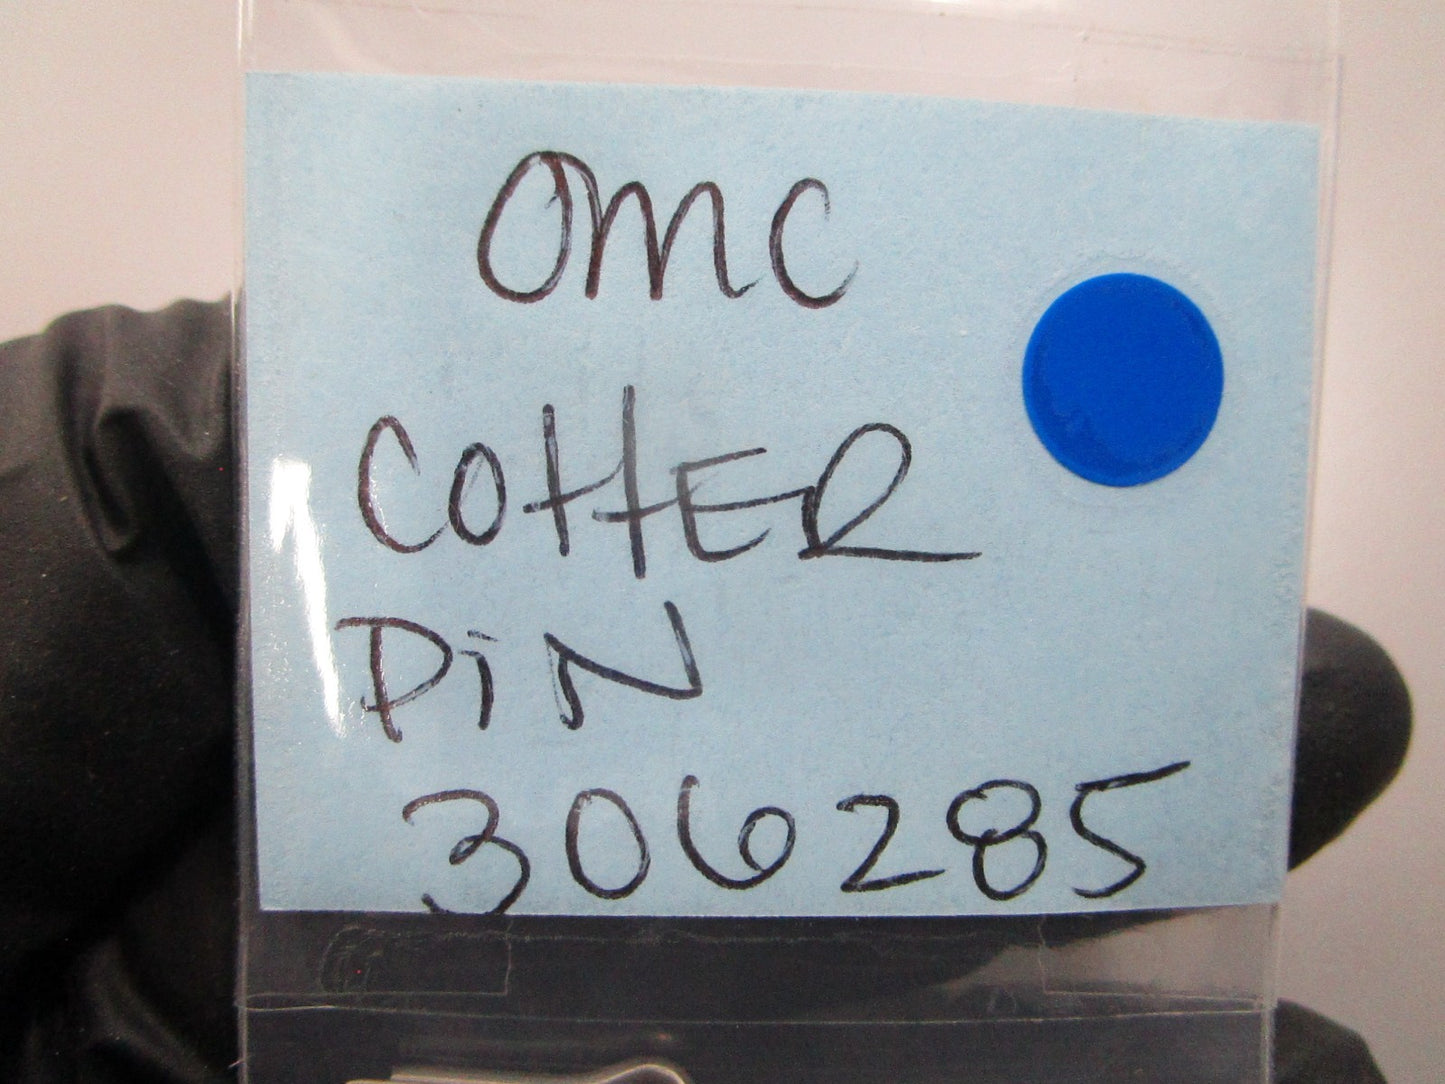 OMC
COTTER
PiN
306285